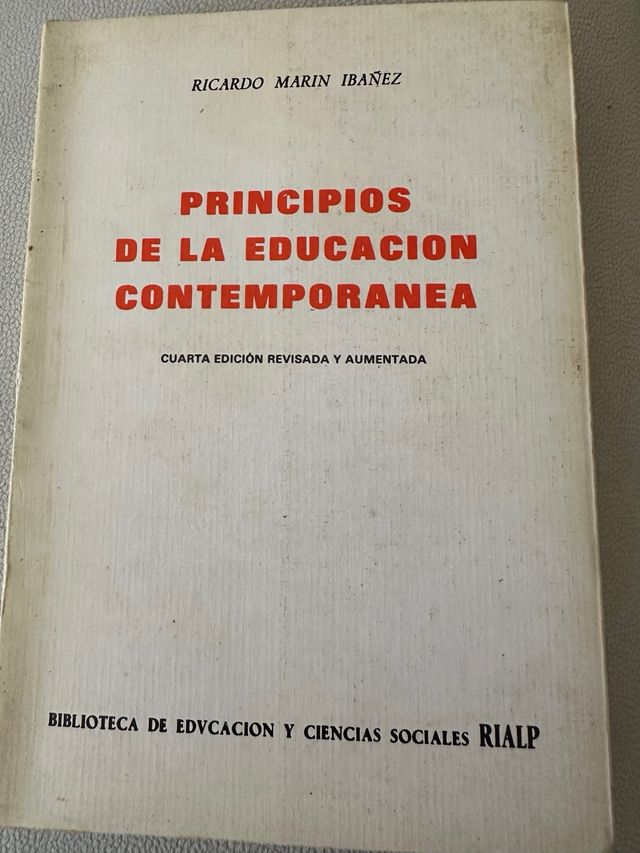 RICARDO MARIN IBAÑEZ
PRINCIPIOS
DE LA EDUCACION
CONTEMPORANEA
CUARTA EDICIÓN REVISADA Y AUMENTADA
BIBLIOTECA DE EDVCACION Y CIENCIAS SOCIALES RIALP